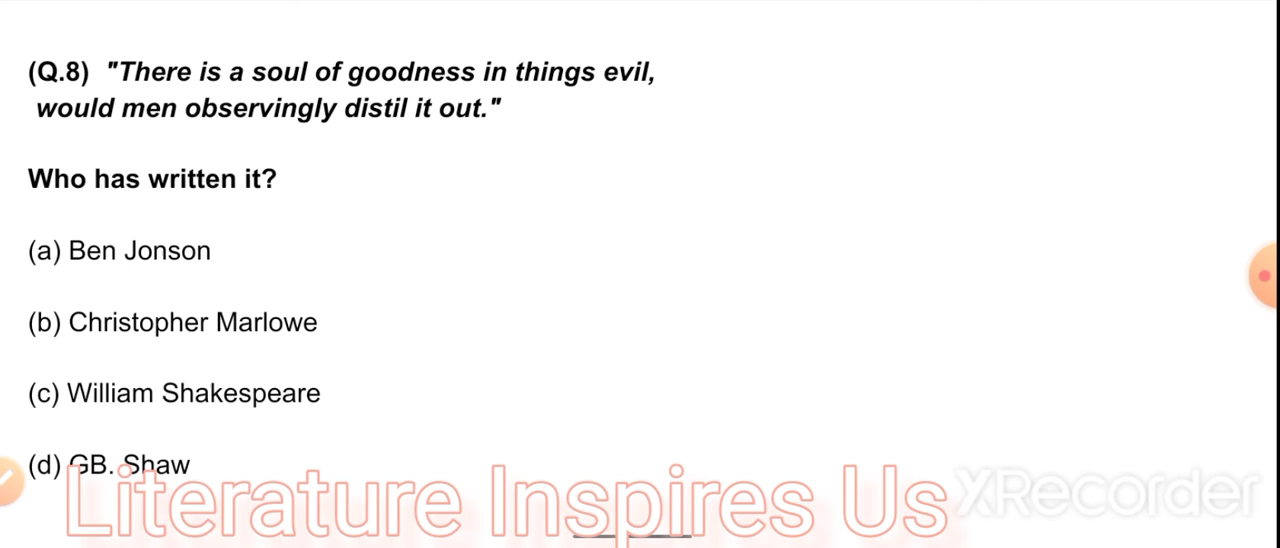 (Q.8) "There is a soul of goodness in things evil,
would men observingly distil it out."
Who has written it?
(a) Ben Jonson
(b) Christopher Marlowe
(c) William Shakespeare
(d) GB. Shaw
Literature Inspires Us
XRecorder